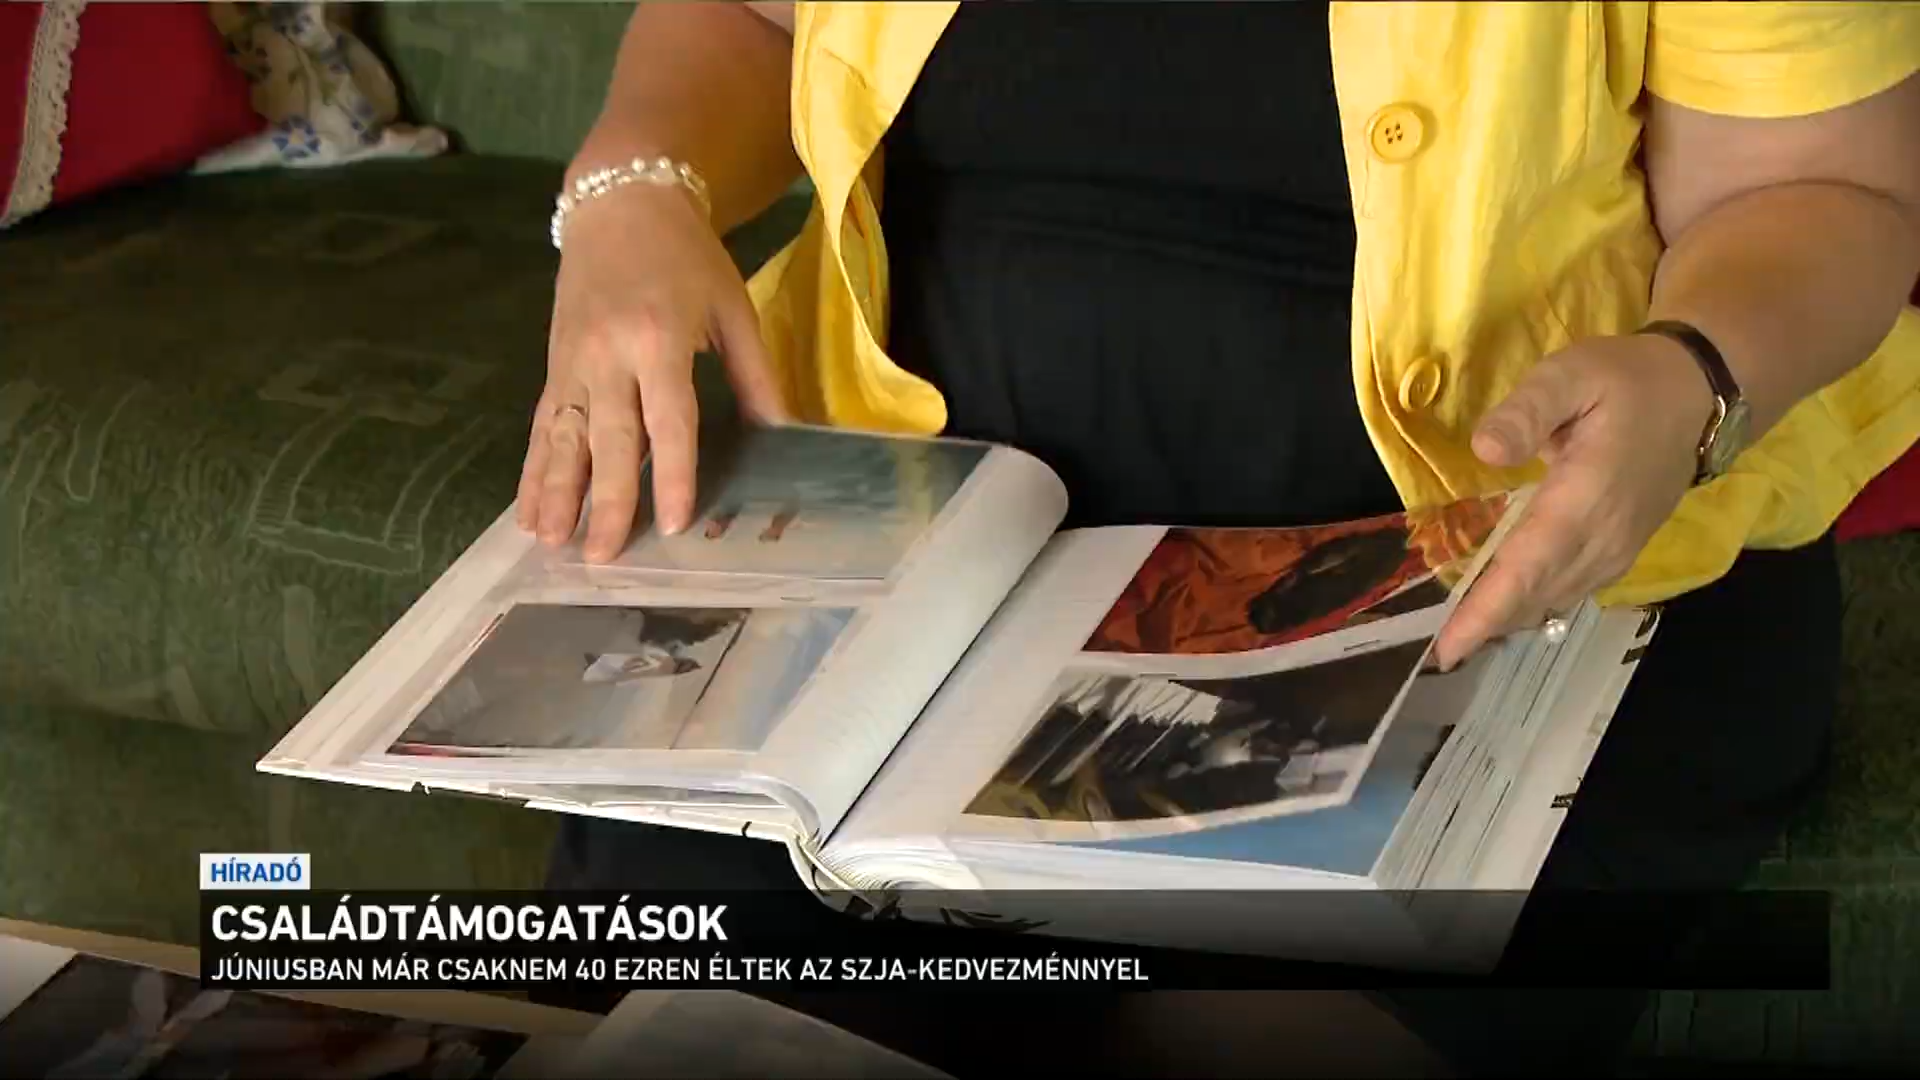 HÍRADÓ
CSALÁDTÁMOGATÁSOK
JÚNIUSBAN MÁR CSAKNEM 40 EZREN ÉLTEK AZ SZJA-KEDVEZMÉNNYEL